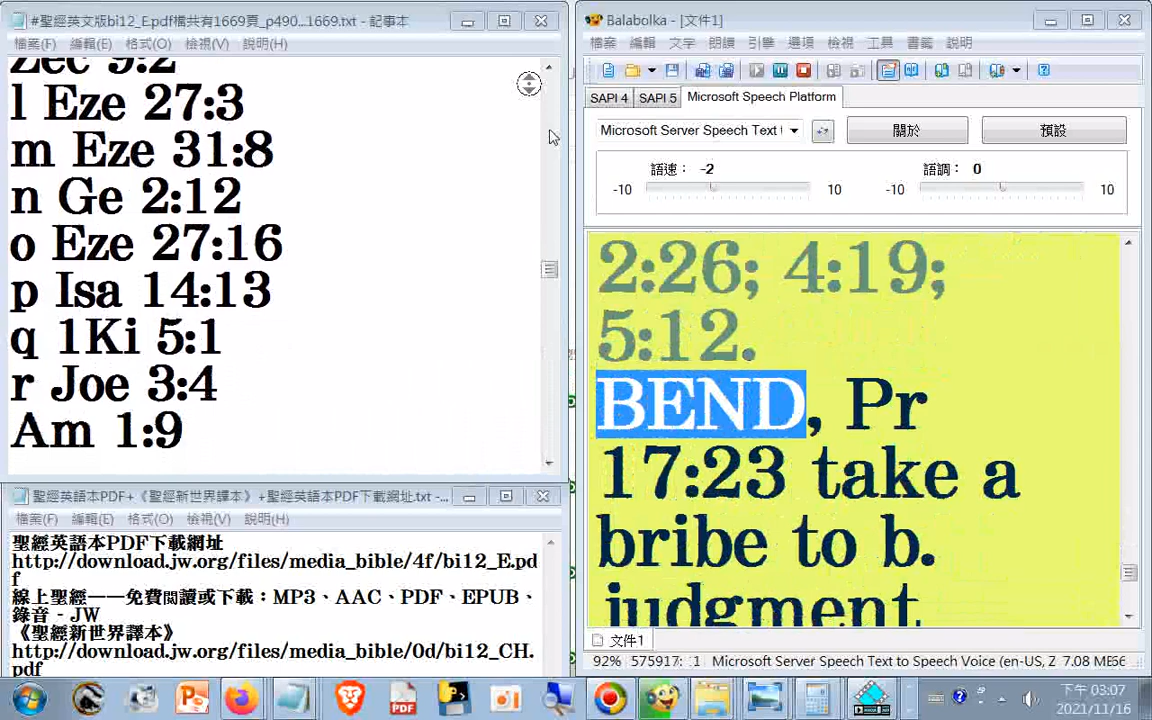 #聖經英文版bi12_E.pdf檔共有1669頁_p490...1669.txt - 記事本
檔案(F) 編輯(E) 格式(O) 檢視(V) 說明(H)
Zec 9:2
l Eze 27:3
m Eze 31:8
n Ge 2:12
o Eze 27:16
p Isa 14:13
q 1Ki 5:1
r Joe 3:4
Am 1:9
聖經英語本PDF+《聖經新世界譯本》+聖經英語本PDF下載網址.txt -...
檔案(F) 編輯(E) 格式(O) 檢視(V) 說明(H)
聖經英語本PDF下載網址
http://download.jw.org/files/media_bible/4f/bi12_E.pd
f
線上聖經——免費閱讀或下載：MP3、AAC、PDF、EPUB、
錄音 - JW
《聖經新世界譯本》
http://download.jw.org/files/media_bible/0d/bi12_CH.
pdf
Balabolka - [文件1]
檔案 編輯 文字 朗讀 引擎 選項 檢視 工具 書籤 說明
SAPI 4 SAPI 5 Microsoft Speech Platform
Microsoft Server Speech Text 關於 預設
語速： -2 語調： 0
-10 10 -10 10
2:26; 4:19;
5:12.
BEND, Pr
17:23 take a
bribe to b.
judgment.
文件1
92% 575917: 1 Microsoft Server Speech Text to Speech Voice (en-US, Z 7.08 ME
PDF
下午 03:07
2021/11/16